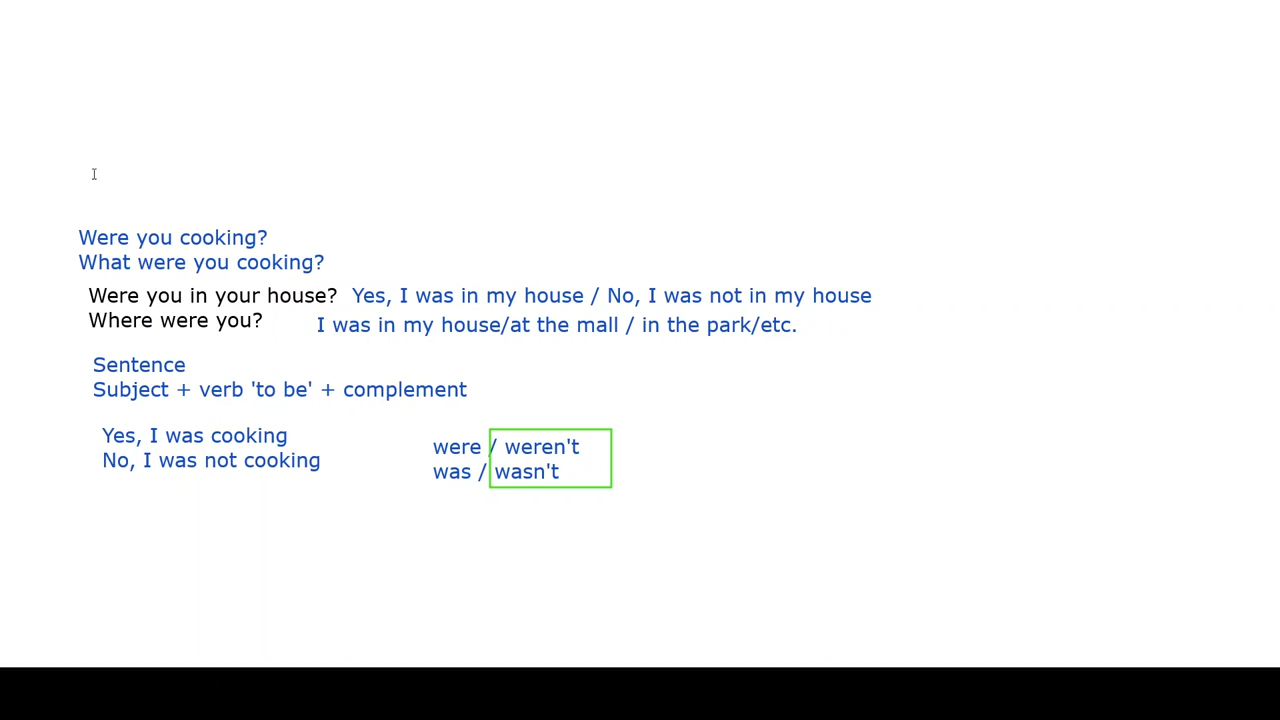 Were you cooking?
What were you cooking?
Were you in your house? Yes, I was in my house / No, I was not in my house
Where were you? I was in my house/at the mall / in the park/etc.
Sentence
Subject + verb 'to be' + complement
Yes, I was cooking
No, I was not cooking
were / weren't
was / wasn't